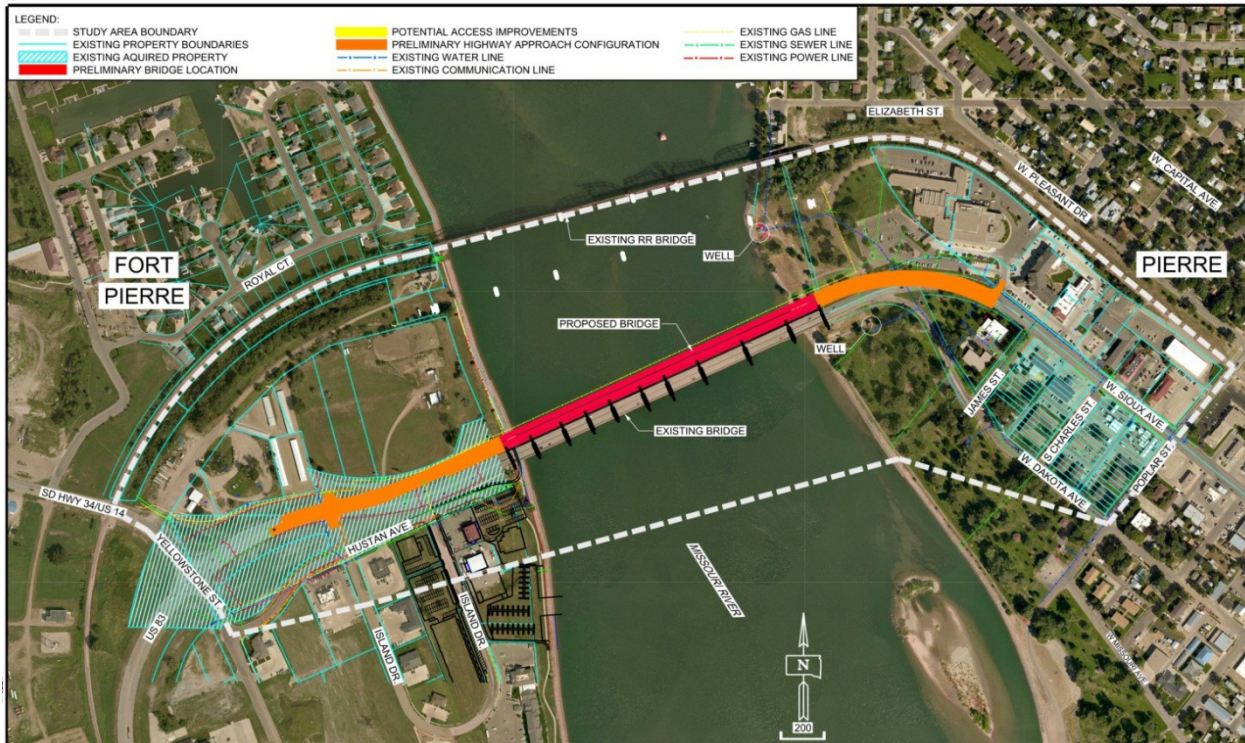 LEGEND:
STUDY AREA BOUNDARY
EXISTING PROPERTY BOUNDARIES
EXISTING AQUIRED PROPERTY
PRELIMINARY BRIDGE LOCATION
POTENTIAL ACCESS IMPROVEMENTS
PRELIMINARY HIGHWAY APPROACH CONFIGURATION
EXISTING WATER LINE
EXISTING COMMUNICATION LINE
EXISTING GAS LINE
EXISTING SEWER LINE
EXISTING POWER LINE
ELIZABETH ST.
W. CAPITAL AVE
W. PLEASANT DR.
EXISTING RR BRIDGE
WELL
FORT
PIERRE
ROYAL CT.
PIERRE
PROPOSED BRIDGE
WELL
EXISTING BRIDGE
JAMES ST.
S CHARLES ST.
W. SIOUX AVE.
W. DAKOTA AVE
POPLAR ST.
SD HWY 34/US 14
YELLOWSTONE ST.
HUSTAN AVE.
US 83
ISLAND DR.
ISLAND DR.
MISSOURI RIVER
W MISSOURI AVE
N
200